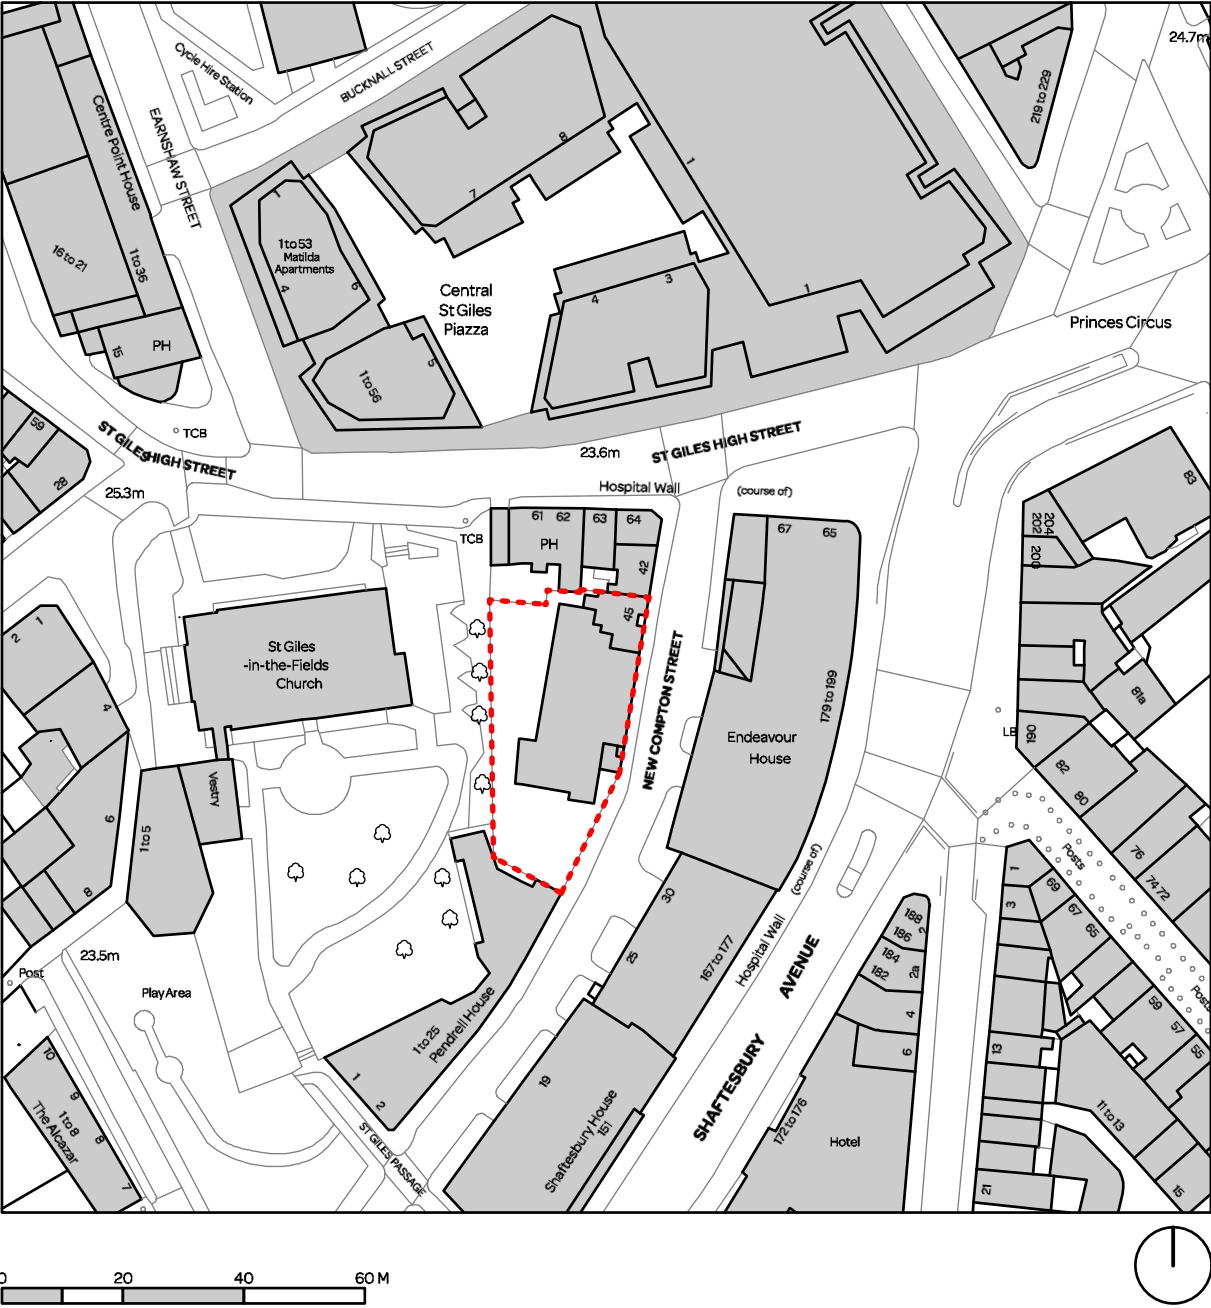 24.7m
Cycle Hire Station
BUCKNALL STREET
219 to 229
Centre Point House
EARNSHAW STREET
8
7
1
1
1 to 53
Matilda
Apartments
4
6
16 to 21
1 to 36
3
4
1
Central
St Giles
Piazza
Princes Circus
15
PH
5
1 to 56
59
28
TCB
ST GILES HIGH STREET
23.6m
ST GILES HIGH STREET
25.3m
Hospital Wall
(course of)
83
61
62
63
64
67
65
204
202
200
TCB
PH
42
45
2
1
St Giles
-in-the-Fields
Church
NEW COMPTON STREET
179 to 199
81a
4
LB
190
Endeavour
House
82
80
Vestry
6
1 to 5
76
74
72
Posts
8
1
69
3
67
65
(course of)
30
188
2
186
184
182
2a
23.5m
Post
Play Area
25
167 to 177
Hospital Wall
AVENUE
Posts
59
57
55
4
6
13
1 to 25
Pendrell House
10
9
1 to 8
The Alcazar
8
7
1
2
19
SHAFTESBURY
Shaftesbury House
151
172 to 176
Hotel
11 to 13
15
21
ST GILES PASSAGE
0
20
40
60 M